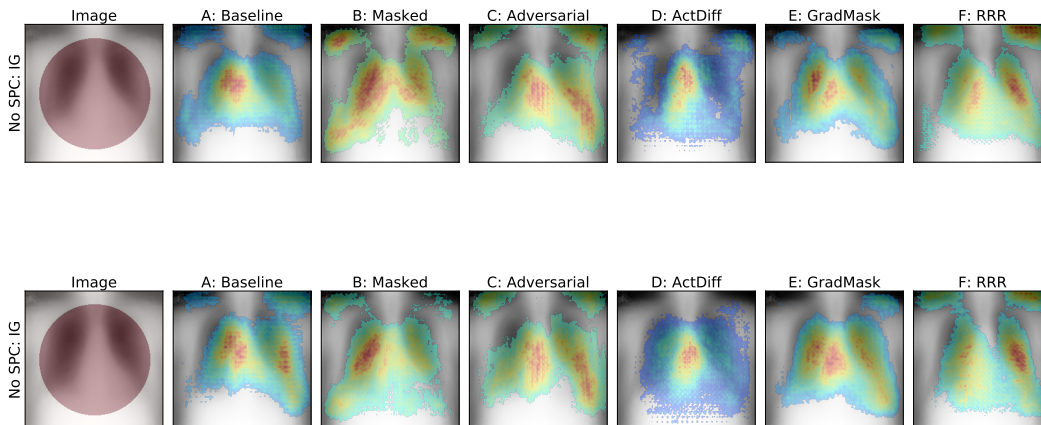 Image A: Baseline B: Masked C: Adversarial D: ActDiff E: GradMask F: RRR
No SPC: IG
Image A: Baseline B: Masked C: Adversarial D: ActDiff E: GradMask F: RRR
No SPC: IG